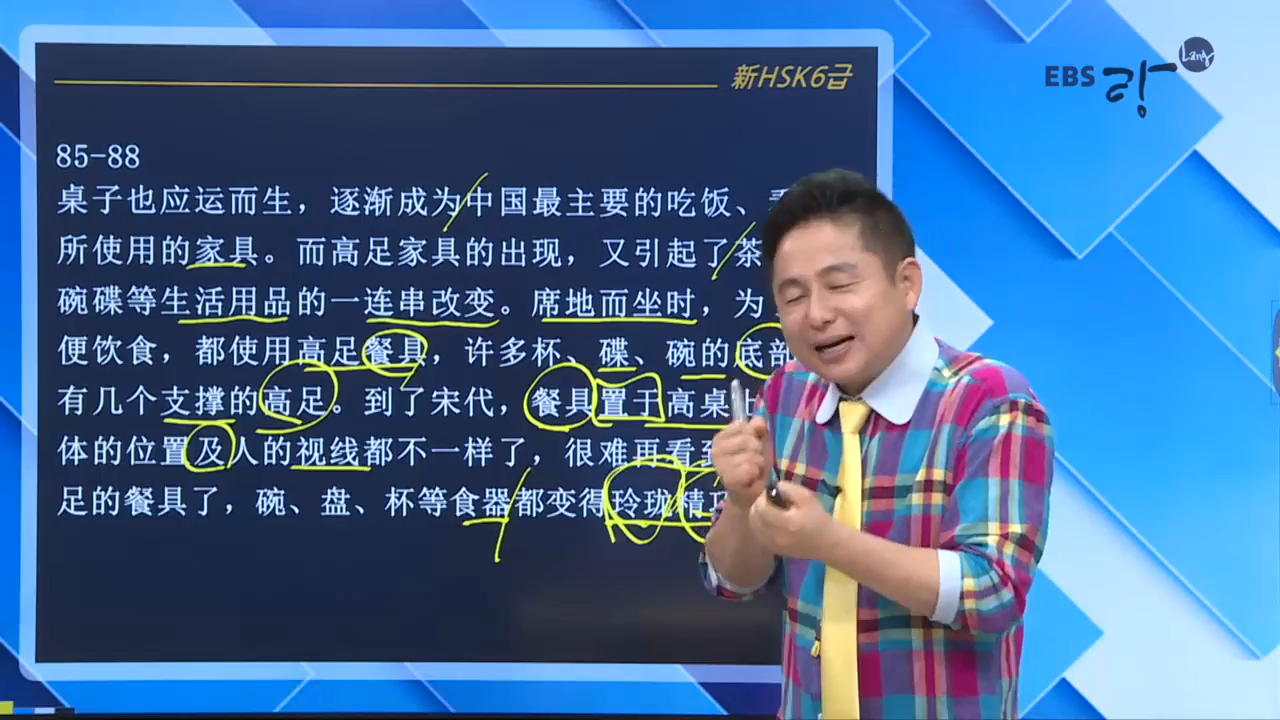 新HSK6급
EBS 랑
Lang
85-88
桌子也应运而生，逐渐成为中国最主要的吃饭、
所使用的家具。而高足家具的出现，又引起了茶
碗碟等生活用品的一连串改变。席地而坐时，为
便饮食，都使用高足餐具，许多杯、碟、碗的底部
有几个支撑的高足。到了宋代，餐具置于高桌上
体的位置及人的视线都不一样了，很难再看到
足的餐具了，碗、盘、杯等食器都变得玲珑精巧